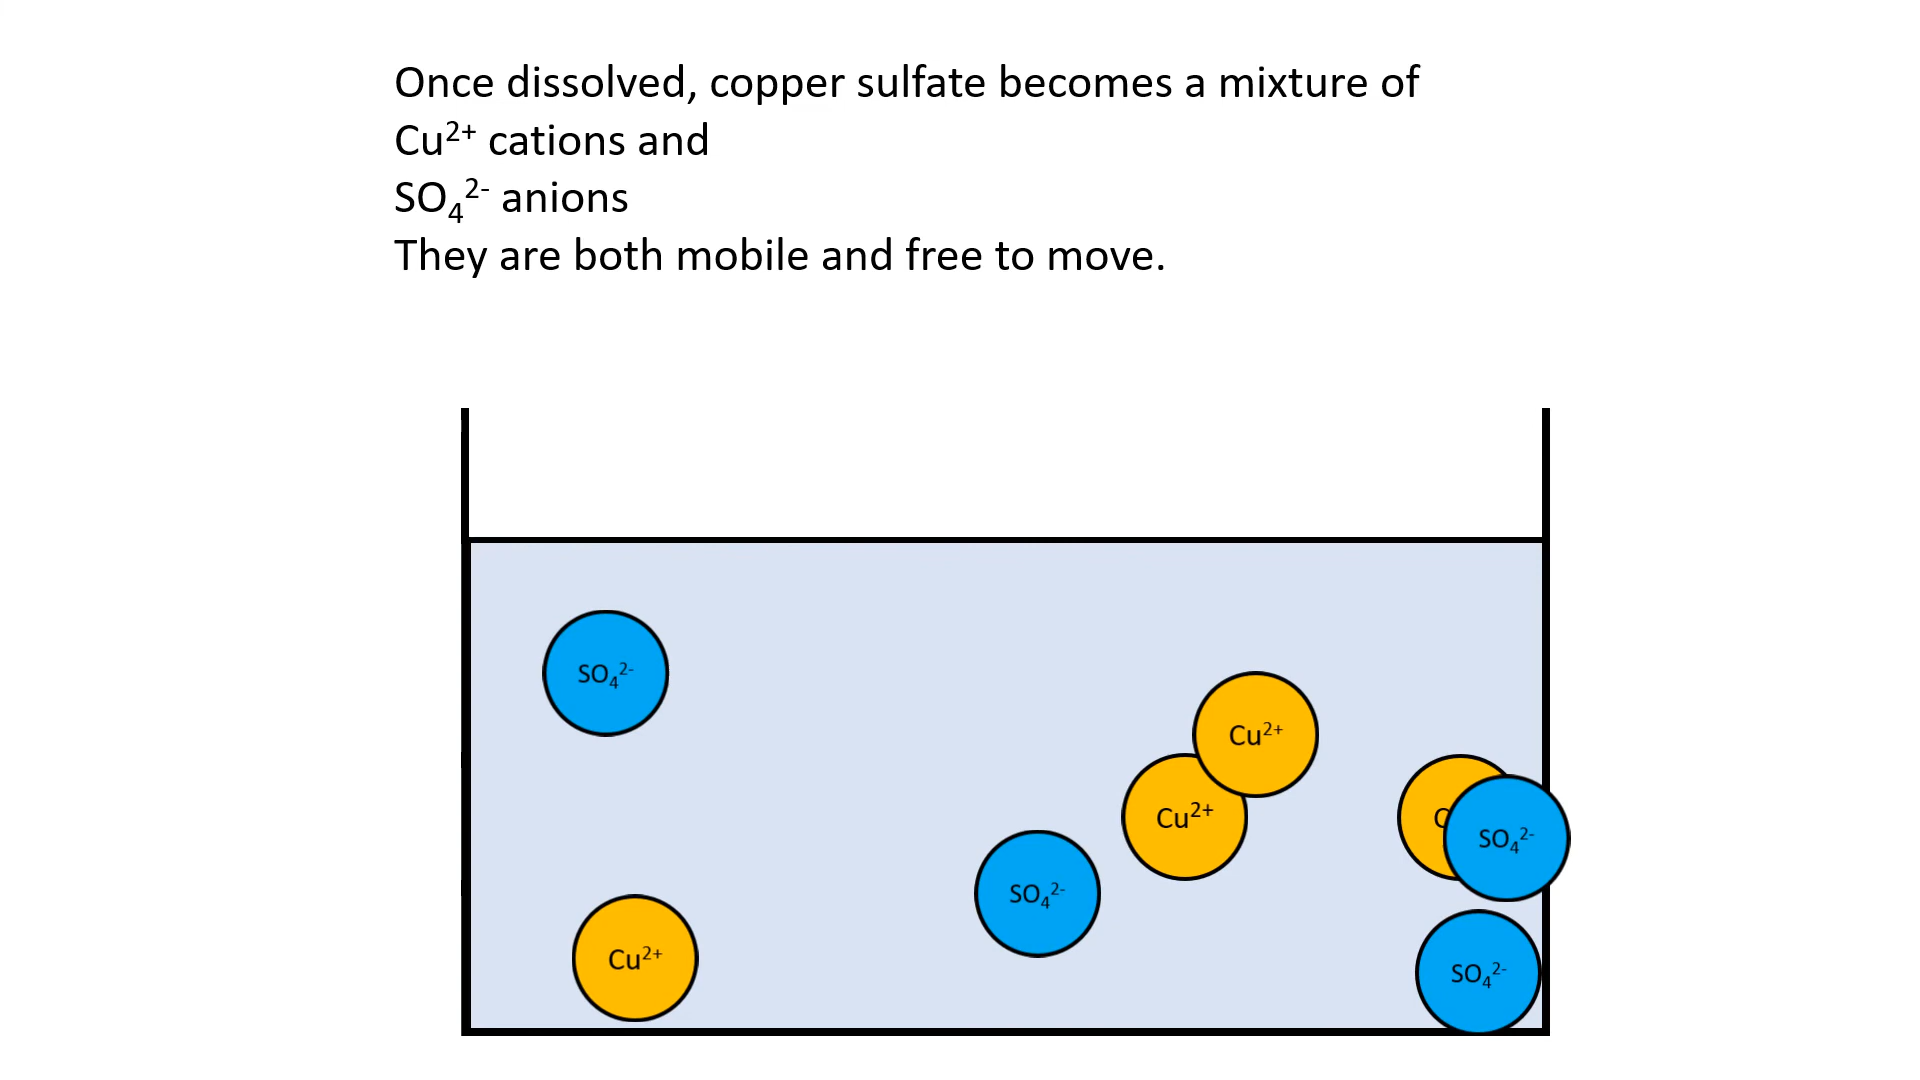 Once dissolved, copper sulfate becomes a mixture of
Cu²⁺ cations and
SO₄²⁻ anions
They are both mobile and free to move.
SO₄²⁻
Cu²⁺
Cu²⁺
C
SO₄²⁻
SO₄²⁻
Cu²⁺
SO₄²⁻